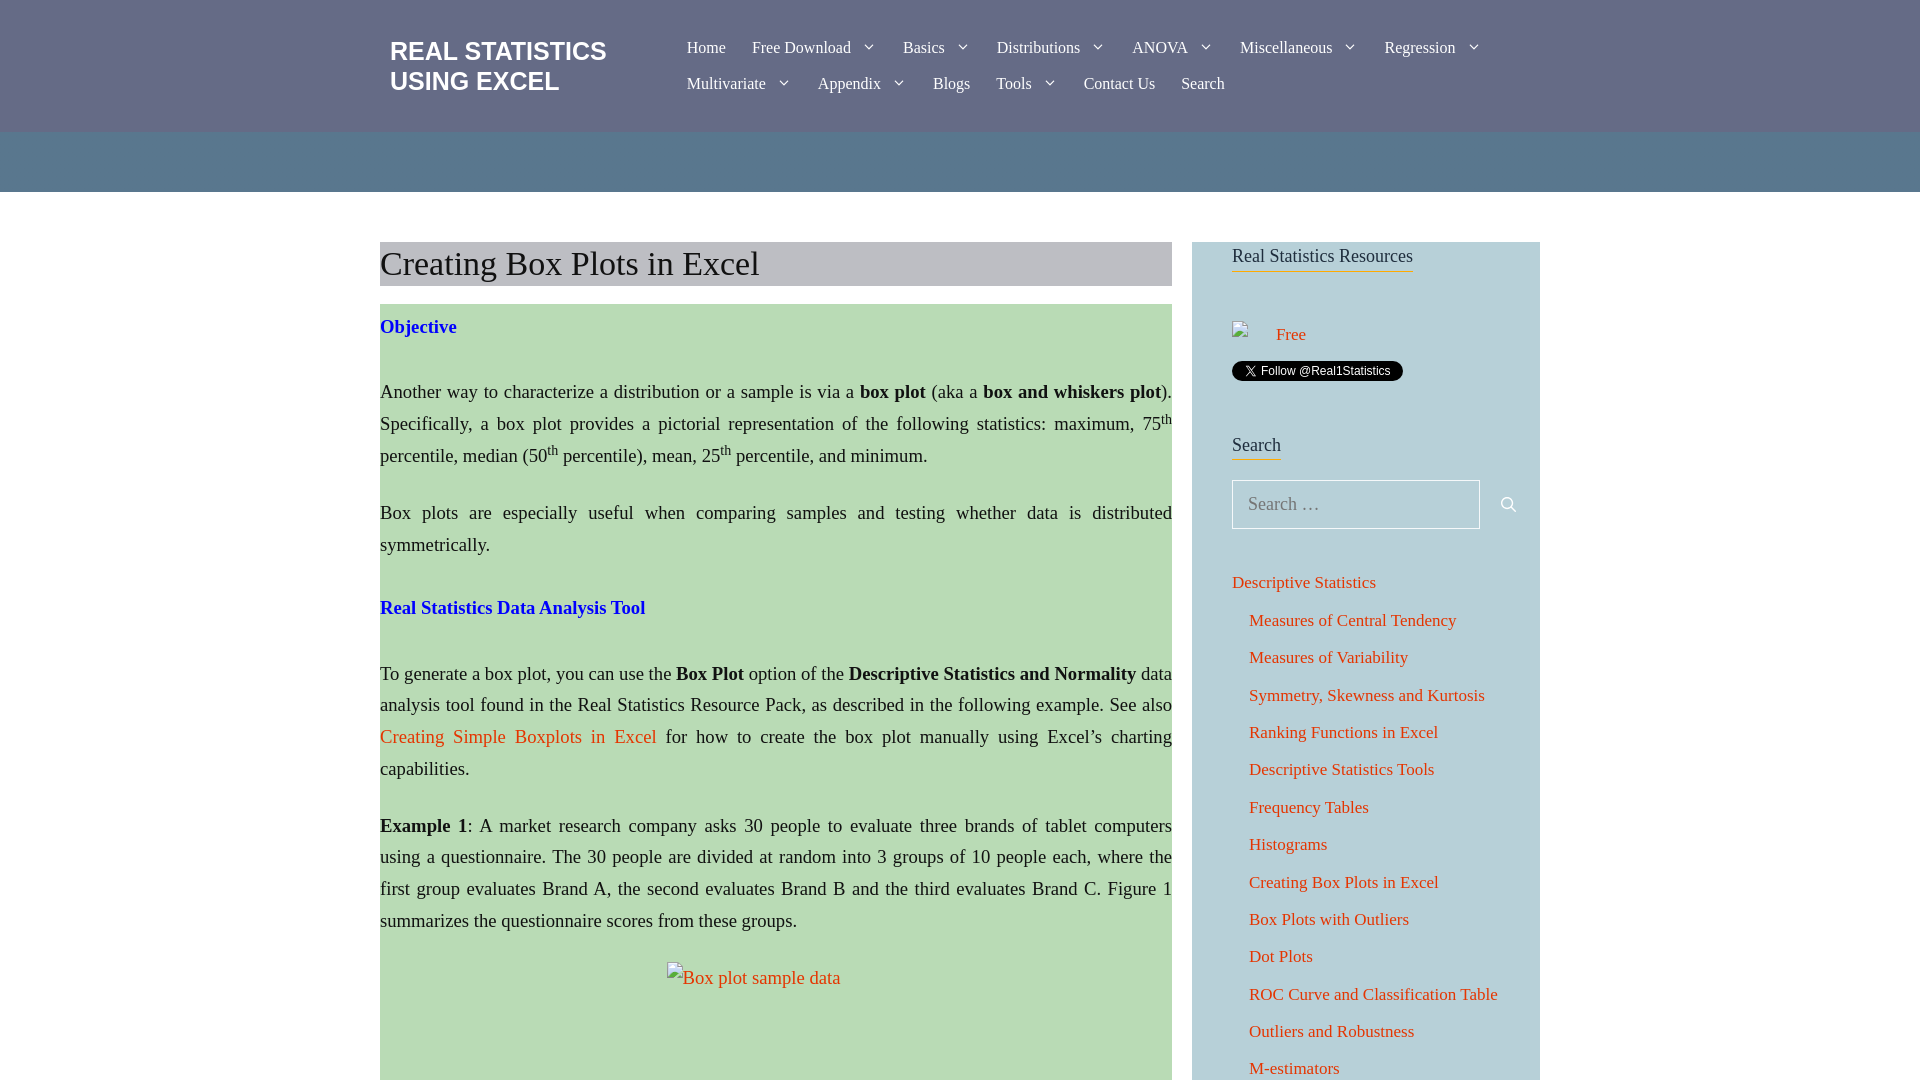 REAL STATISTICS
USING EXCEL
Home Free Download Basics Distributions ANOVA Miscellaneous Regression
Multivariate Appendix Blogs Tools Contact Us Search
Creating Box Plots in Excel
Objective
Another way to characterize a distribution or a sample is via a box plot (aka a box and whiskers plot).
Specifically, a box plot provides a pictorial representation of the following statistics: maximum, 75th
percentile, median (50th percentile), mean, 25th percentile, and minimum.
Box plots are especially useful when comparing samples and testing whether data is distributed
symmetrically.
Real Statistics Data Analysis Tool
To generate a box plot, you can use the Box Plot option of the Descriptive Statistics and Normality data
analysis tool found in the Real Statistics Resource Pack, as described in the following example. See also
Creating Simple Boxplots in Excel for how to create the box plot manually using Excel’s charting
capabilities.
Example 1: A market research company asks 30 people to evaluate three brands of tablet computers
using a questionnaire. The 30 people are divided at random into 3 groups of 10 people each, where the
first group evaluates Brand A, the second evaluates Brand B and the third evaluates Brand C. Figure 1
summarizes the questionnaire scores from these groups.
Box plot sample data
Real Statistics Resources
Free
Follow @Real1Statistics
Search
Search …
Descriptive Statistics
Measures of Central Tendency
Measures of Variability
Symmetry, Skewness and Kurtosis
Ranking Functions in Excel
Descriptive Statistics Tools
Frequency Tables
Histograms
Creating Box Plots in Excel
Box Plots with Outliers
Dot Plots
ROC Curve and Classification Table
Outliers and Robustness
M-estimators